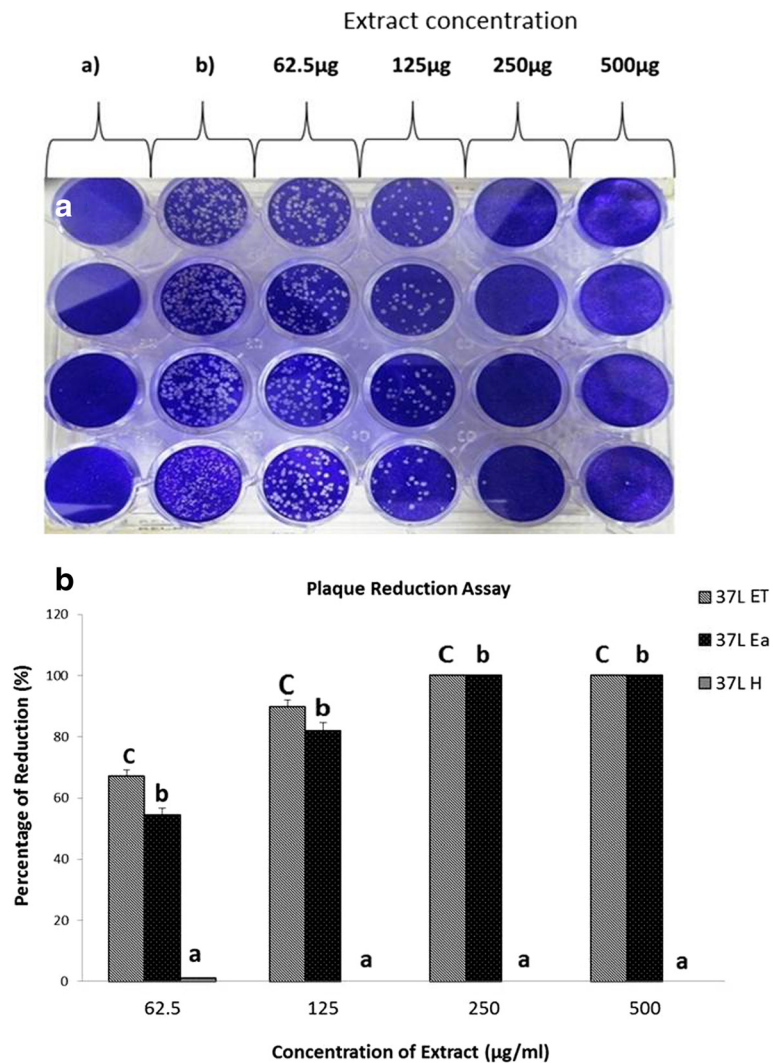 Extract concentration
a) b) 62.5µg 125µg 250µg 500µg
a
b
Plaque Reduction Assay
37L ET
37L Ea
37L H
Percentage of Reduction (%)
120
100
80
60
40
20
0
C b a
C b a
C b a
C b a
62.5 125 250 500
Concentration of Extract (µg/ml)